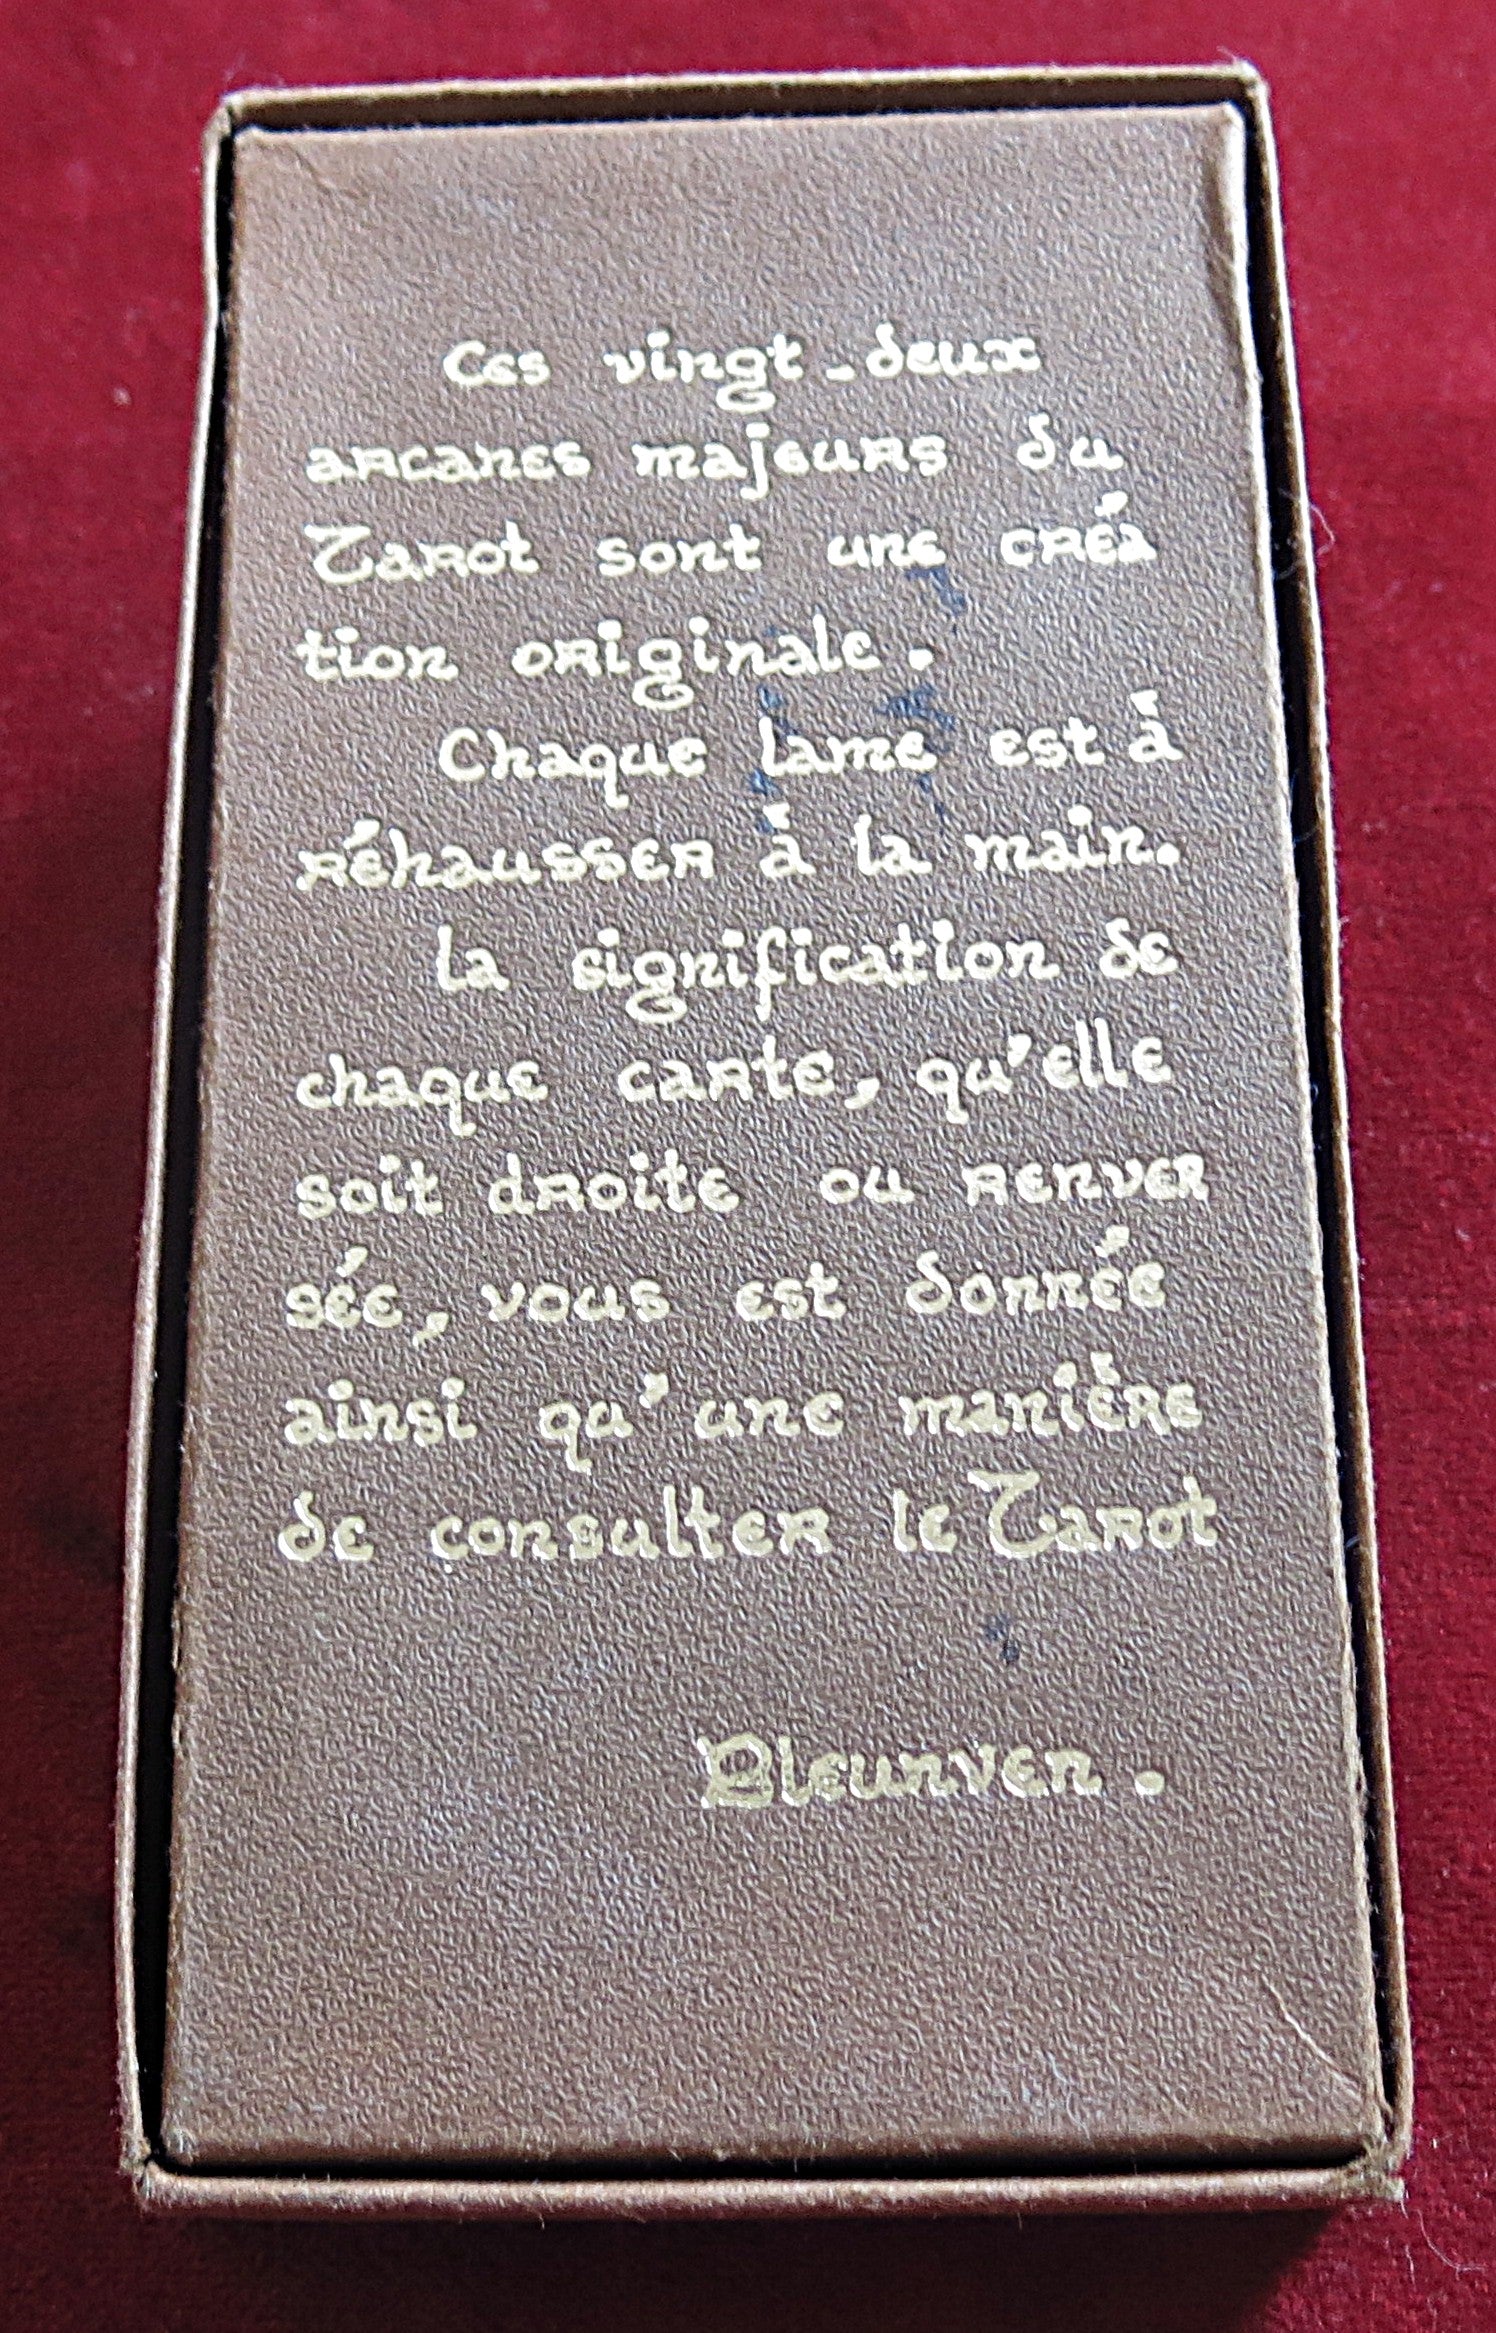 Ces vingt-deux
arcanes majeurs du
Tarot sont une créa
tion originale.
Chaque lame est à
réhausser à la main.
la signification de
chaque carte, qu'elle
soit droite ou renver
sée, vous est donnée
ainsi qu'une manière
de consulter le Tarot
Bleunven.